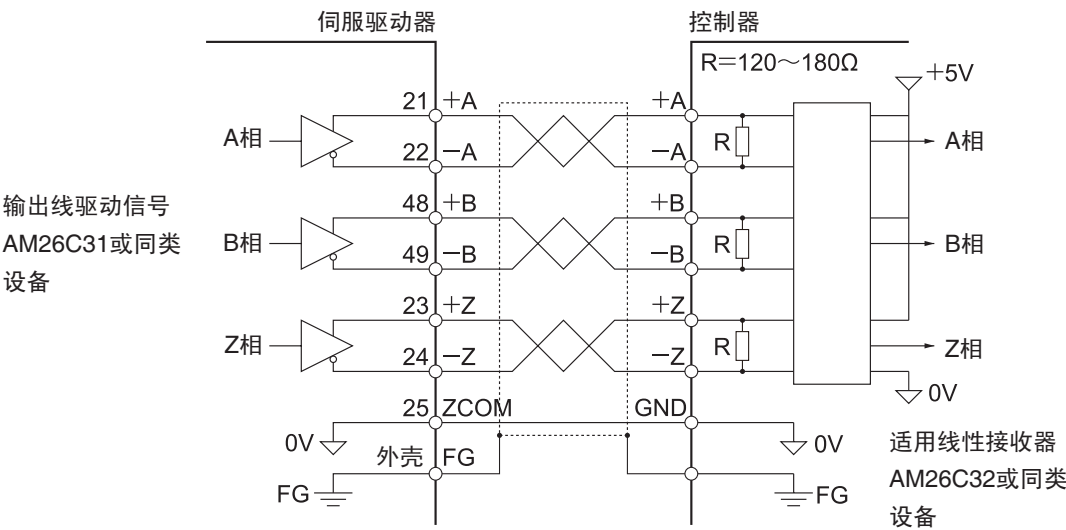 伺服驱动器
控制器
R=120～180Ω
+5V
21 +A
+A
A相
R
A相
22 −A
−A
输出线驱动信号
AM26C31或同类
设备
48 +B
+B
B相
R
B相
49 −B
−B
23 +Z
+Z
Z相
R
Z相
24 −Z
−Z
0V
25 ZCOM
GND
0V
0V
外壳 FG
FG
FG
适用线性接收器
AM26C32或同类
设备